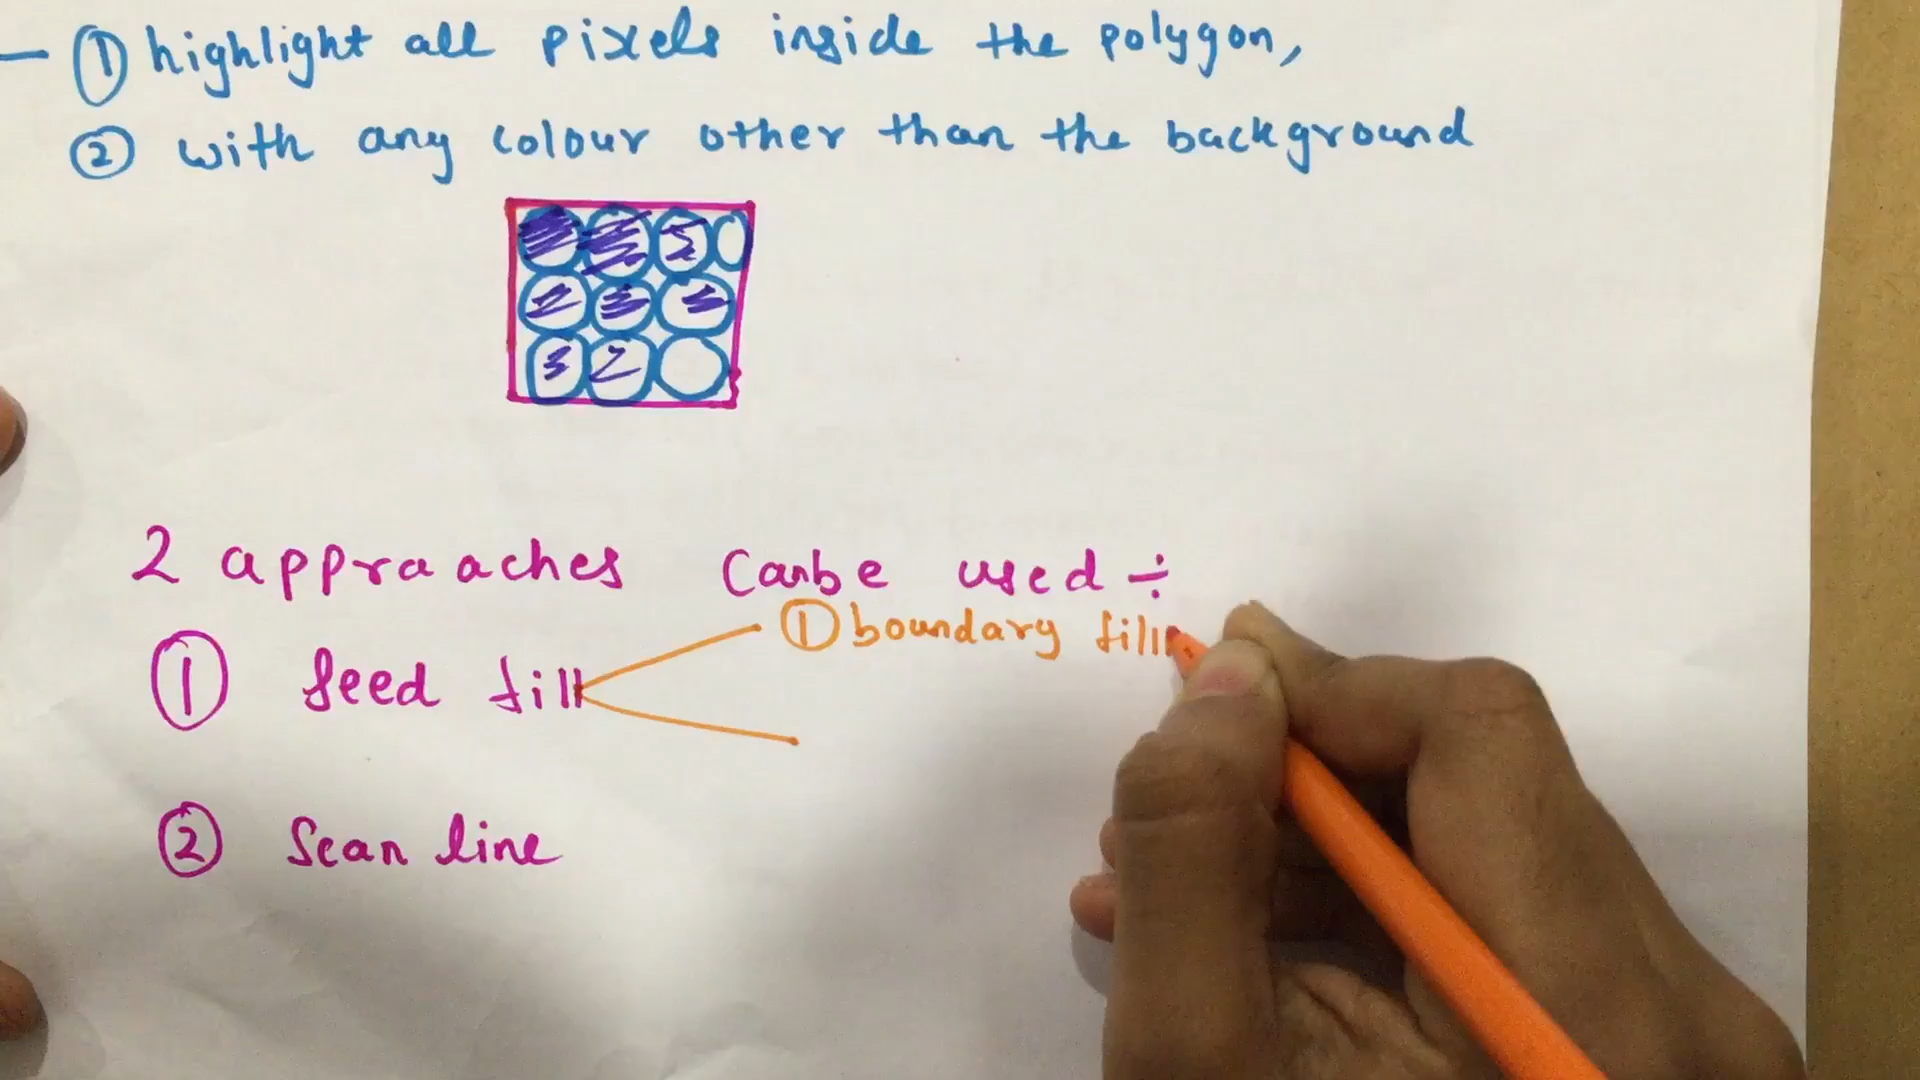 - ① highlight all pixels inside the polygon,
② with any colour other than the background
2 appraaches Canbe used ÷
① boundary fill
① seed fill
② Scan line